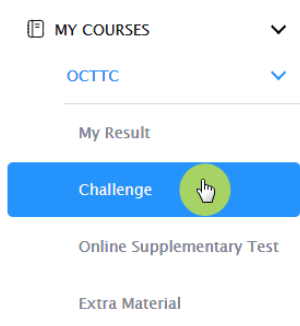 MY COURSES
OCTTC
My Result
Challenge
Online Supplementary Test
Extra Material